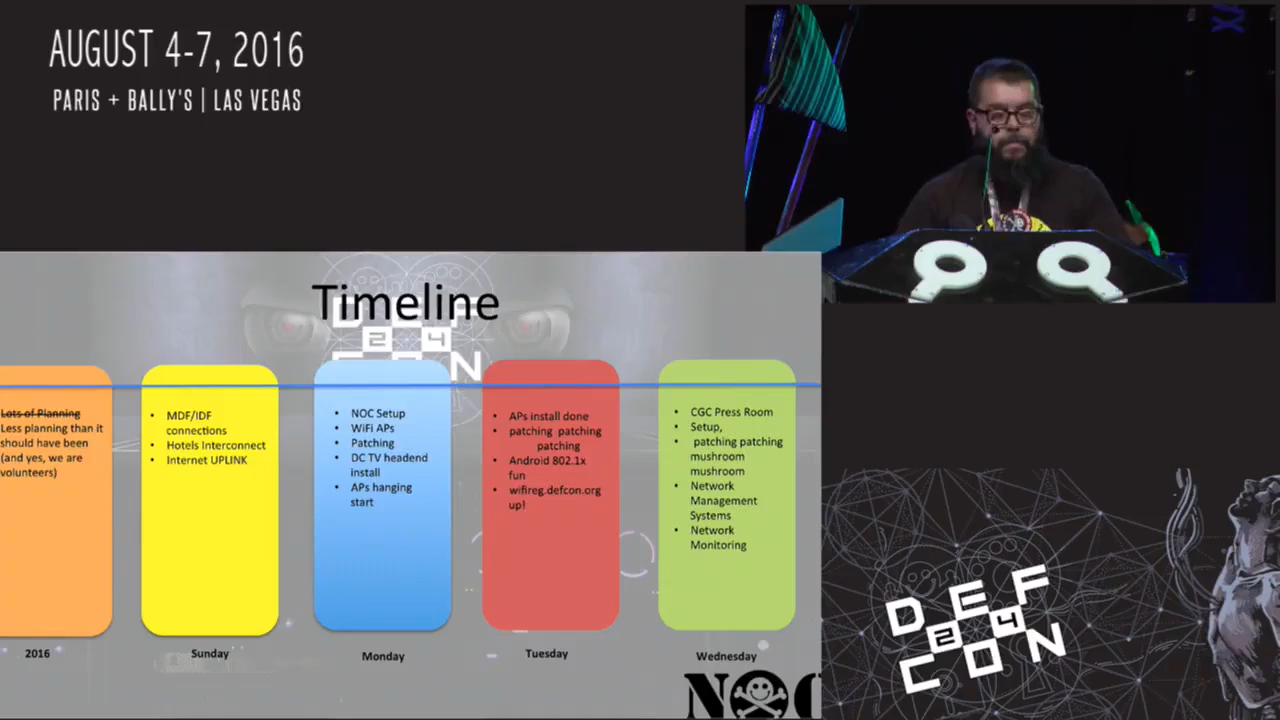 AUGUST 4-7, 2016
PARIS + BALLY'S | LAS VEGAS
Timeline
DEF
24
CON
Lots of Planning
Less planning than it
should have been
(and yes, we are
volunteers)
2016
• MDF/IDF
connections
• Hotels Interconnect
• Internet UPLINK
Sunday
• NOC Setup
• WiFi APs
• Patching
• DC TV headend
install
• APs hanging
start
Monday
• APs install done
• patching patching
patching
• Android 802.1x
fun
• wifireg.defcon.org
up!
Tuesday
• CGC Press Room
• Setup,
• patching patching
mushroom
mushroom
• Network
Management
Systems
• Network
Monitoring
Wednesday
NOC
DEF
24
CON